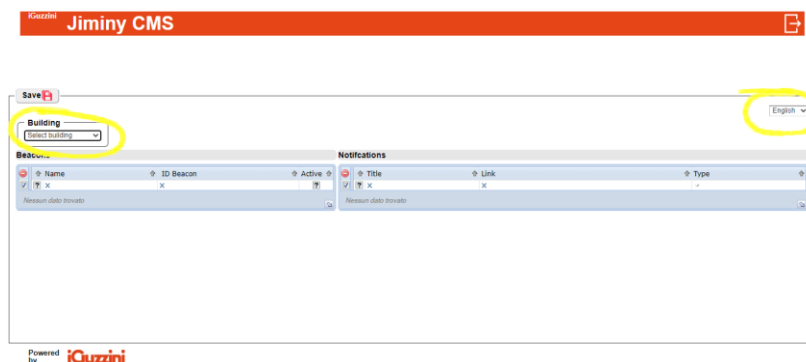 iGuzzini
Jiminy CMS
Save
English
Building
Select building
Beacons
Notifcations
Name ID Beacon Active
Title Link Type
Nessun dato trovato
Nessun dato trovato
Powered by
iGuzzini